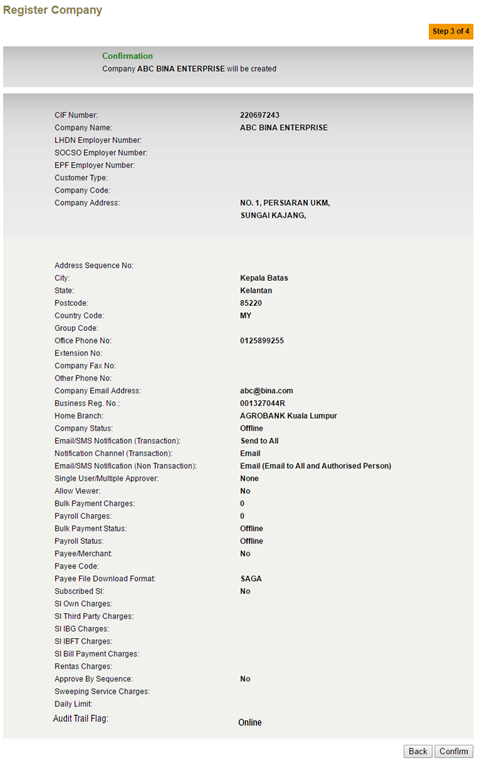 Register Company
Step 3 of 4
Confirmation
Company ABC BINA ENTERPRISE will be created
CIF Number: 220697243
Company Name: ABC BINA ENTERPRISE
LHDN Employer Number:
SOCSO Employer Number:
EPF Employer Number:
Customer Type:
Company Code:
Company Address: NO. 1, PERSIARAN UKM,
SUNGAI KAJANG,
Address Sequence No:
City: Kepala Batas
State: Kelantan
Postcode: 85220
Country Code: MY
Group Code:
Office Phone No: 0125899255
Extension No:
Company Fax No:
Other Phone No:
Company Email Address: abc@bina.com
Business Reg. No.: 001327044R
Home Branch: AGROBANK Kuala Lumpur
Company Status: Offline
Email/SMS Notification (Transaction): Send to All
Notification Channel (Transaction): Email
Email/SMS Notification (Non Transaction): Email (Email to All and Authorised Person)
Single User/Multiple Approver: None
Allow Viewer: No
Bulk Payment Charges: 0
Payroll Charges: 0
Bulk Payment Status: Offline
Payroll Status: Offline
Payee/Merchant: No
Payee Code:
Payee File Download Format: SAGA
Subscribed SI: No
SI Own Charges:
SI Third Party Charges:
SI IBG Charges:
SI IBFT Charges:
SI Bill Payment Charges:
Rentas Charges:
Approve By Sequence: No
Sweeping Service Charges:
Daily Limit:
Audit Trail Flag: Online
Back Confirm